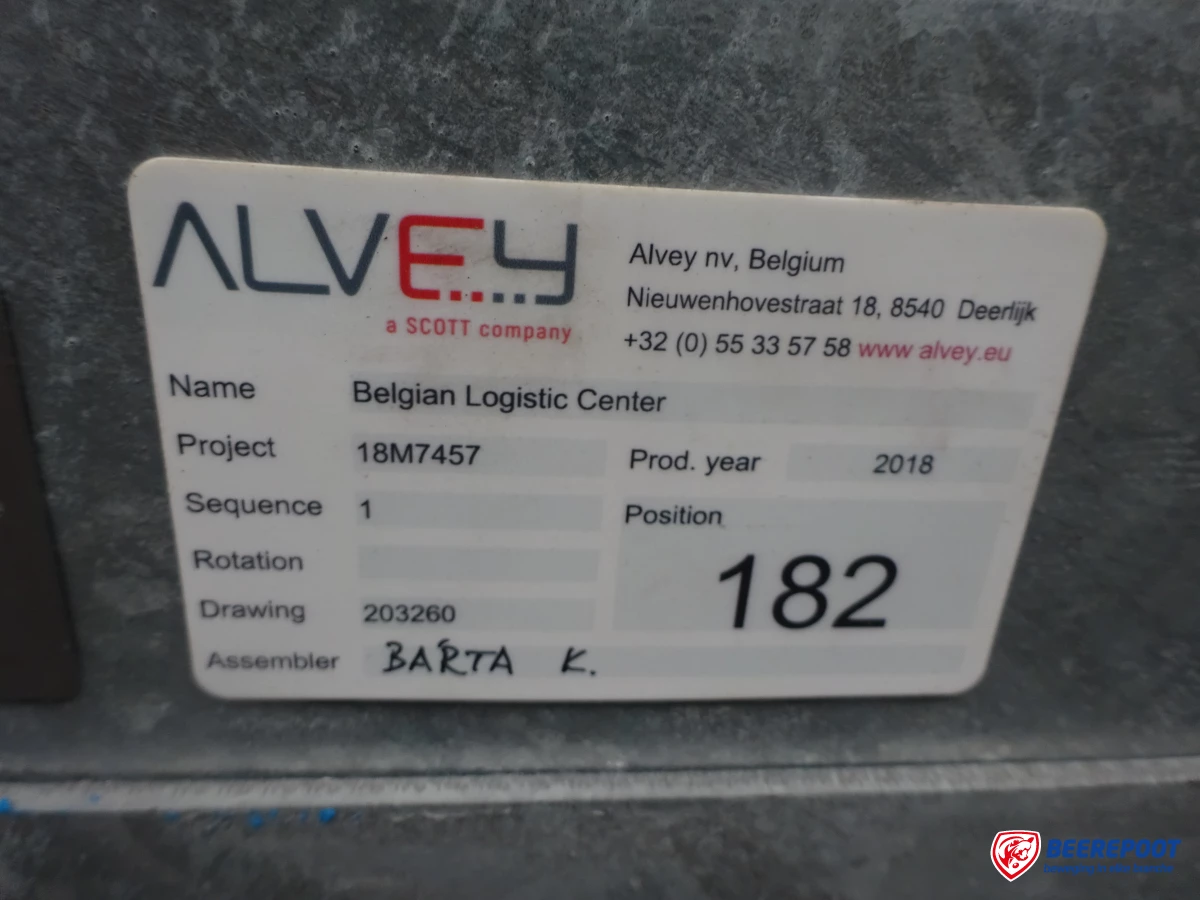 ALVEY
a SCOTT company
Alvey nv, Belgium
Nieuwenhovestraat 18, 8540 Deerlijk
+32 (0) 55 33 57 58 www alvey.eu
Name Belgian Logistic Center
Project 18M7457 Prod. year 2018
Sequence 1 Position
182
Rotation
Drawing 203260
Assembler BÁRTA K.
BEEREPOOT